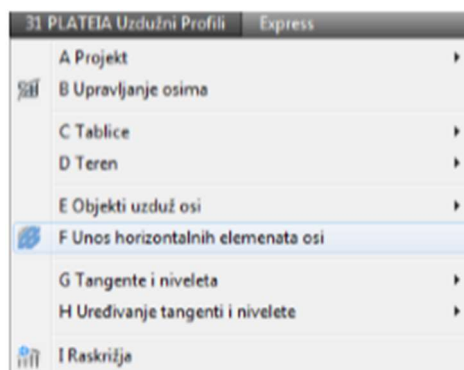 31 PLATEIA Uzdužni Profili Express
A Projekt
B Upravljanje osima
C Tablice
D Teren
E Objekti uzduž osi
F Unos horizontalnih elemenata osi
G Tangente i niveleta
H Uređivanje tangenti i nivelete
I Raskrižja